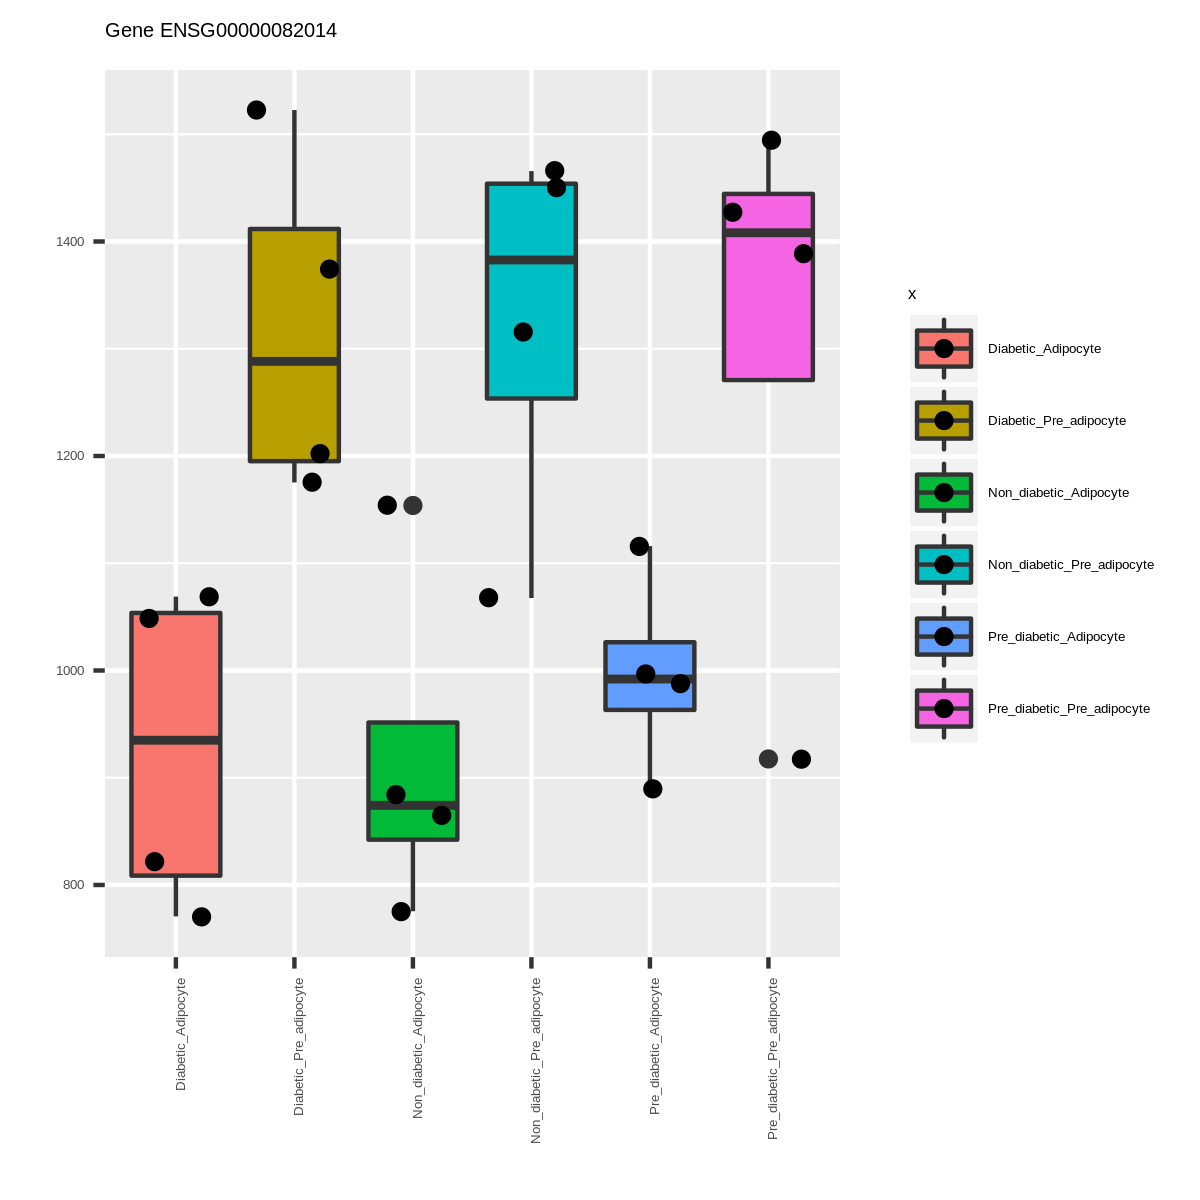 Gene ENSG00000082014
1400
1200
1000
800
Diabetic_Adipocyte
Diabetic_Pre_adipocyte
Non_diabetic_Adipocyte
Non_diabetic_Pre_adipocyte
Pre_diabetic_Adipocyte
Pre_diabetic_Pre_adipocyte
x
Diabetic_Adipocyte
Diabetic_Pre_adipocyte
Non_diabetic_Adipocyte
Non_diabetic_Pre_adipocyte
Pre_diabetic_Adipocyte
Pre_diabetic_Pre_adipocyte